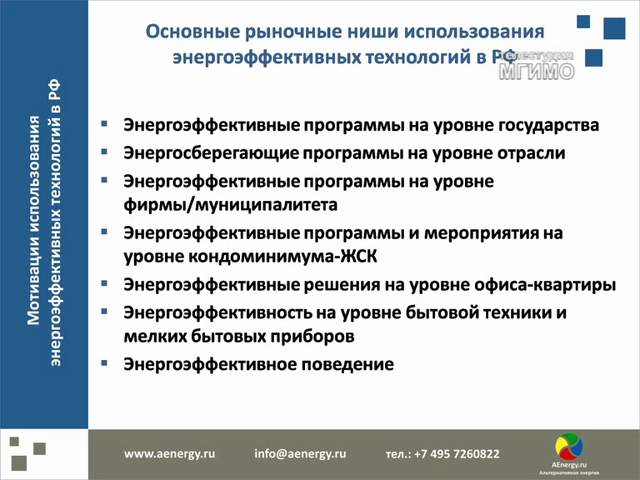 Основные рыночные ниши использования
энергоэффективных технологий в РФ
телестудия
МГИМО
Мотивации использования
энергоэффективных технологий в РФ
Энергоэффективные программы на уровне государства
Энергосберегающие программы на уровне отрасли
Энергоэффективные программы на уровне
фирмы/муниципалитета
Энергоэффективные программы и мероприятия на
уровне кондоминимума-ЖСК
Энергоэффективные решения на уровне офиса-квартиры
Энергоэффективность на уровне бытовой техники и
мелких бытовых приборов
Энергоэффективное поведение
www.aenergy.ru
info@aenergy.ru
тел.: +7 495 7260822
AEnergy.ru
Альтернативная энергия